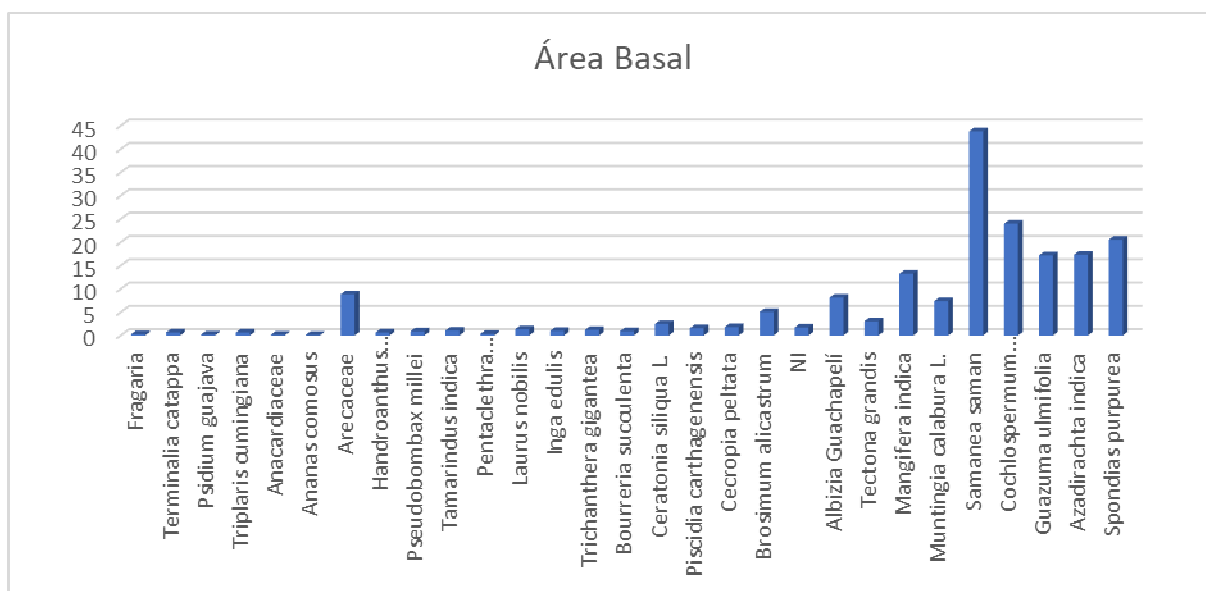 Área Basal
45
40
35
30
25
20
15
10
5
0
Fragaria
Terminalia catappa
Psidium guajava
Triplaris cumingiana
Anacardiaceae
Ananas comosus
Arecaceae
Handroanthus…
Pseudobombax millei
Tamarindus indica
Pentaclethra…
Laurus nobilis
Inga edulis
Trichanthera gigantea
Bourreria succulenta
Ceratonia siliqua L.
Piscidia carthagenensis
Cecropia peltata
Brosimum alicastrum
NI
Albizia Guachapelí
Tectona grandis
Mangifera indica
Muntingia calabura L.
Samanea saman
Cochlospermum…
Guazuma ulmifolia
Azadirachta indica
Spondias purpurea